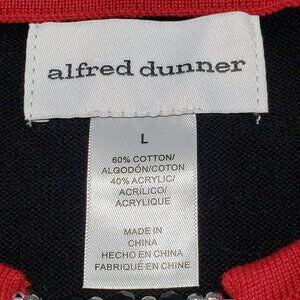 alfred dunner
L
60% COTTON/
ALGODÓN/COTON
40% ACRYLIC/
ACRÍLICO/
ACRYLIQUE
MADE IN
CHINA
HECHO EN CHINA
FABRIQUÉ EN CHINE